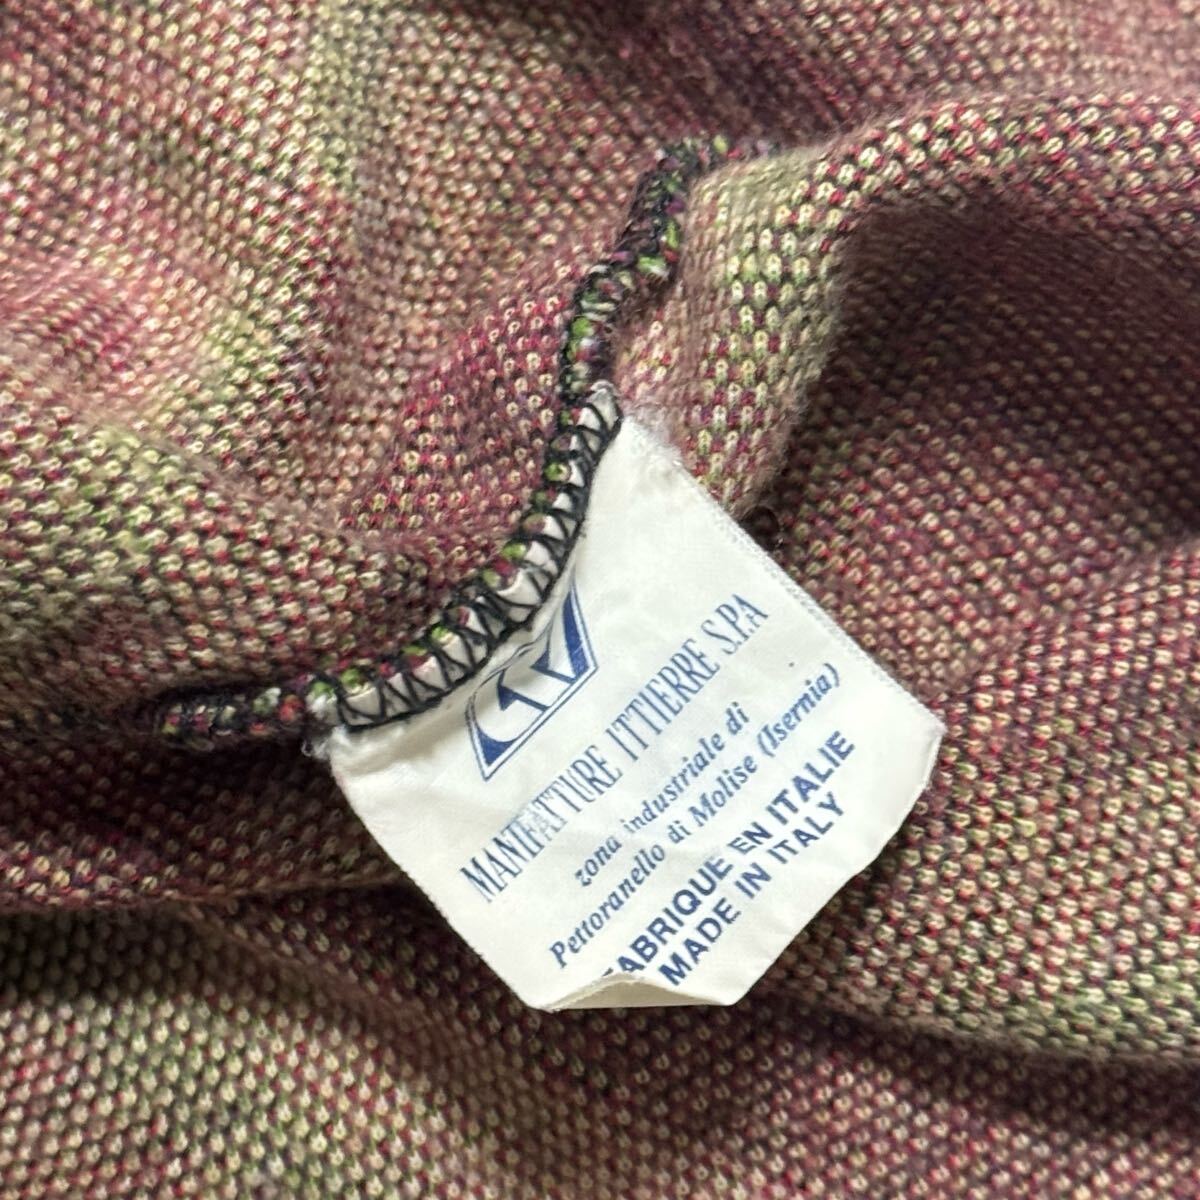 MANIFATTURE ITTIERRE S.P.A
zona industriale di
Pettoranello di Molise (Isernia)
FABRIQUE EN ITALIE
MADE IN ITALY